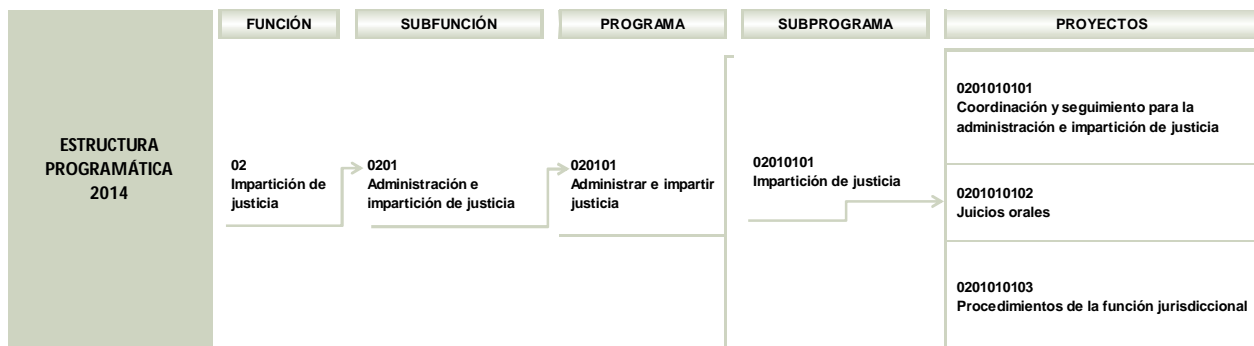 FUNCIÓN
SUBFUNCIÓN
PROGRAMA
SUBPROGRAMA
PROYECTOS
ESTRUCTURA
PROGRAMÁTICA
2014
02
Impartición de
justicia
0201
Administración e
impartición de justicia
020101
Administrar e impartir
justicia
02010101
Impartición de justicia
0201010101
Coordinación y seguimiento para la
administración e impartición de justicia
0201010102
Juicios orales
0201010103
Procedimientos de la función jurisdiccional